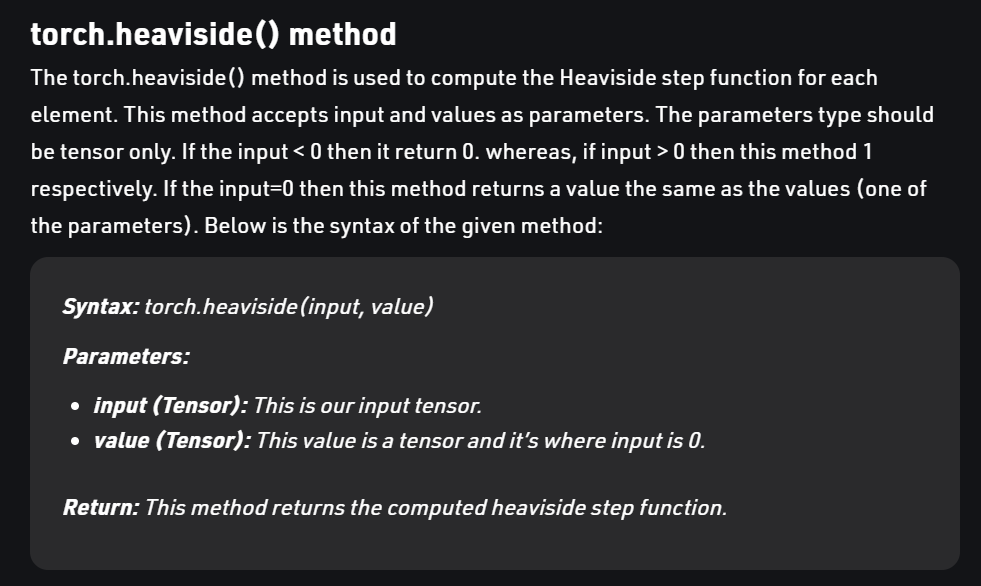 torch.heaviside() method
The torch.heaviside() method is used to compute the Heaviside step function for each
element. This method accepts input and values as parameters. The parameters type should
be tensor only. If the input < 0 then it return 0. whereas, if input > 0 then this method 1
respectively. If the input=0 then this method returns a value the same as the values (one of
the parameters). Below is the syntax of the given method:
Syntax: torch.heaviside(input, value)
Parameters:
• input (Tensor): This is our input tensor.
• value (Tensor): This value is a tensor and it's where input is 0.
Return: This method returns the computed heaviside step function.